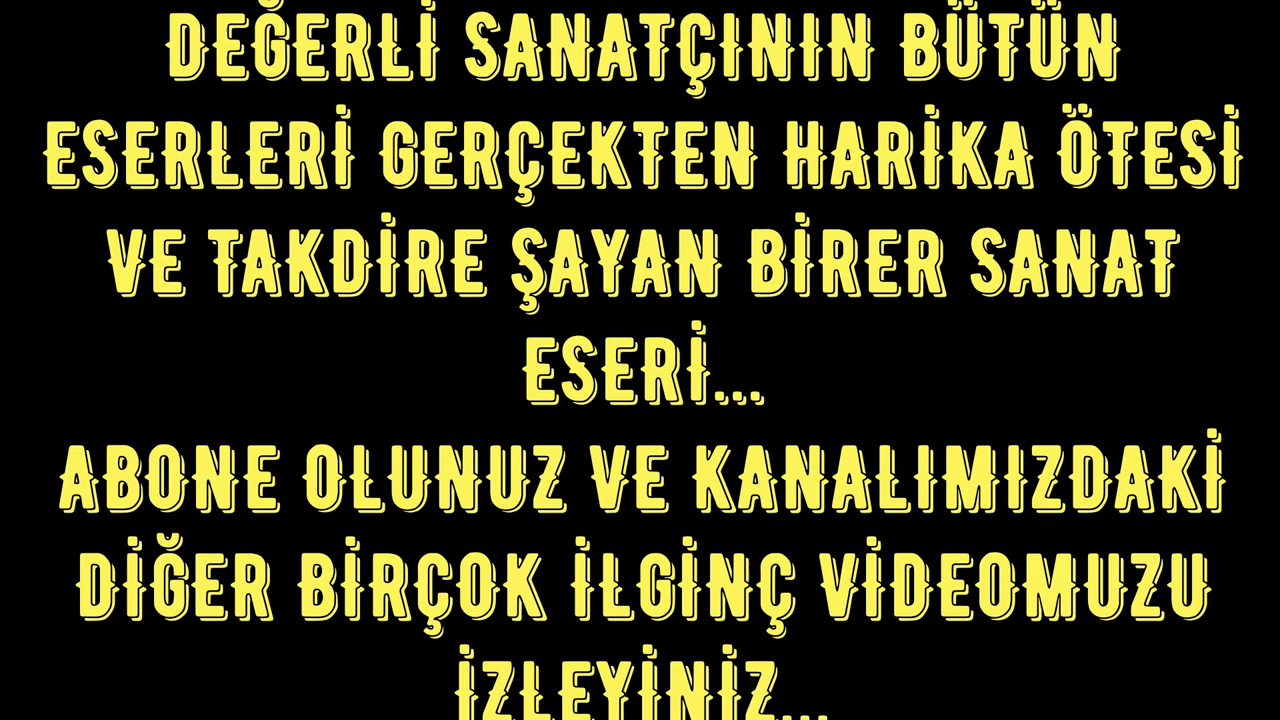 DEĞERLİ SANATÇININ BÜTÜN
ESERLERİ GERÇEKTEN HARİKA ÖTESİ
VE TAKDİRE ŞAYAN BİRER SANAT
ESERİ...
ABONE OLUNUZ VE KANALIMIZDAKİ
DİĞER BİRÇOK İLGİNÇ VİDEOMUZU
İZLEYİNİZ...